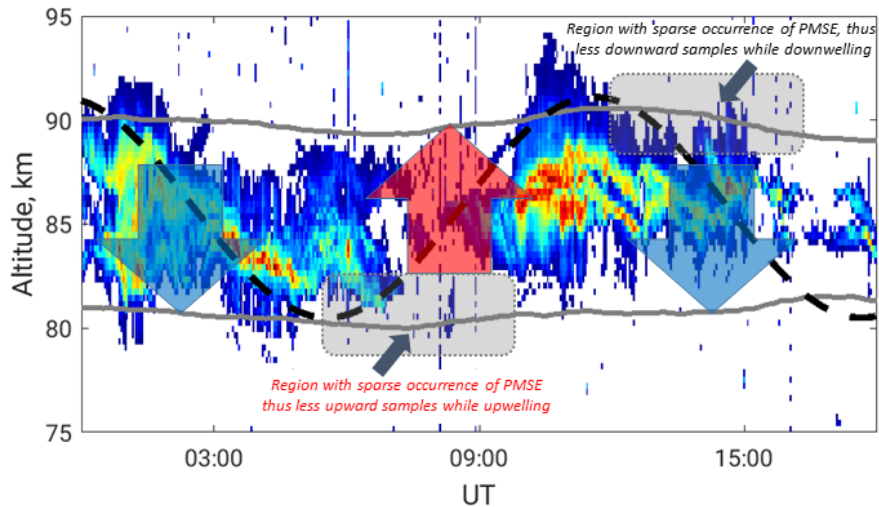 95
Region with sparse occurrence of PMSE, thus
less downward samples while downwelling
90
85
80
75
Altitude, km
Region with sparse occurrence of PMSE
thus less upward samples while upwelling
03:00
09:00
15:00
UT